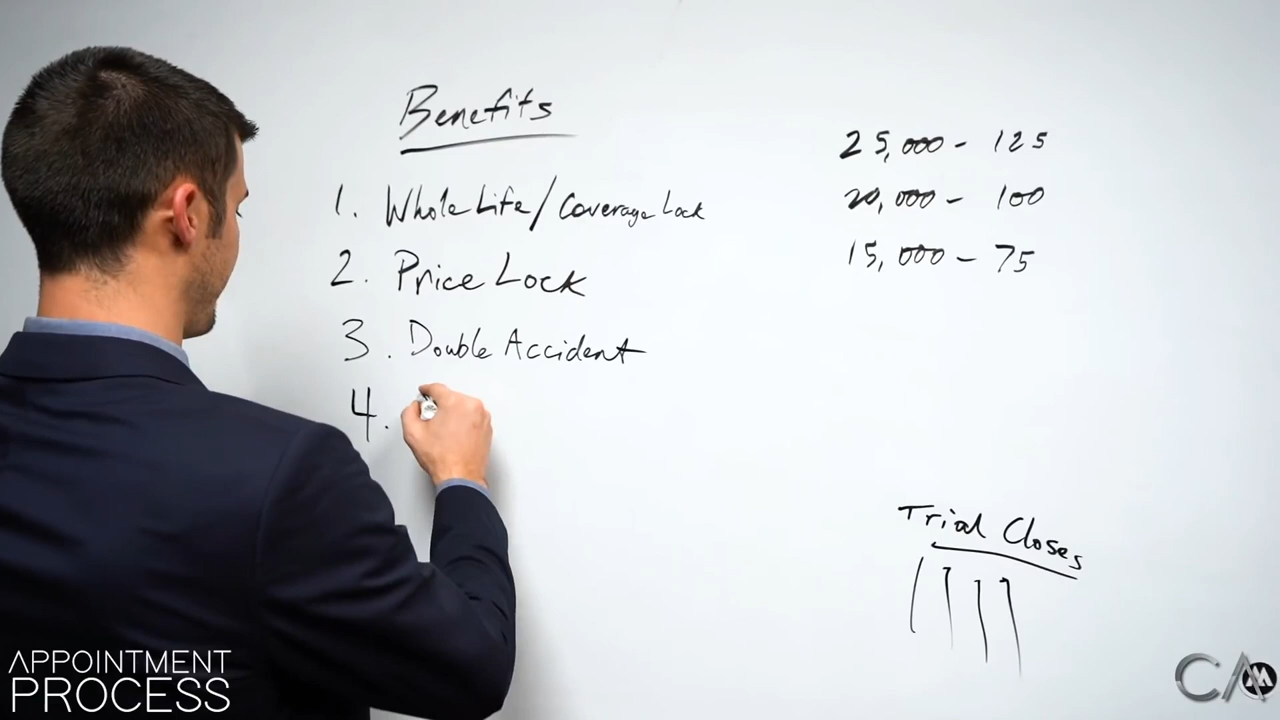 Benefits
1. Whole Life/Coverage Lock
2. Price Lock
3. Double Accident
4.
25,000 - 125
20,000 - 100
15,000 - 75
Trial Closes
APPOINTMENT
PROCESS
CAM